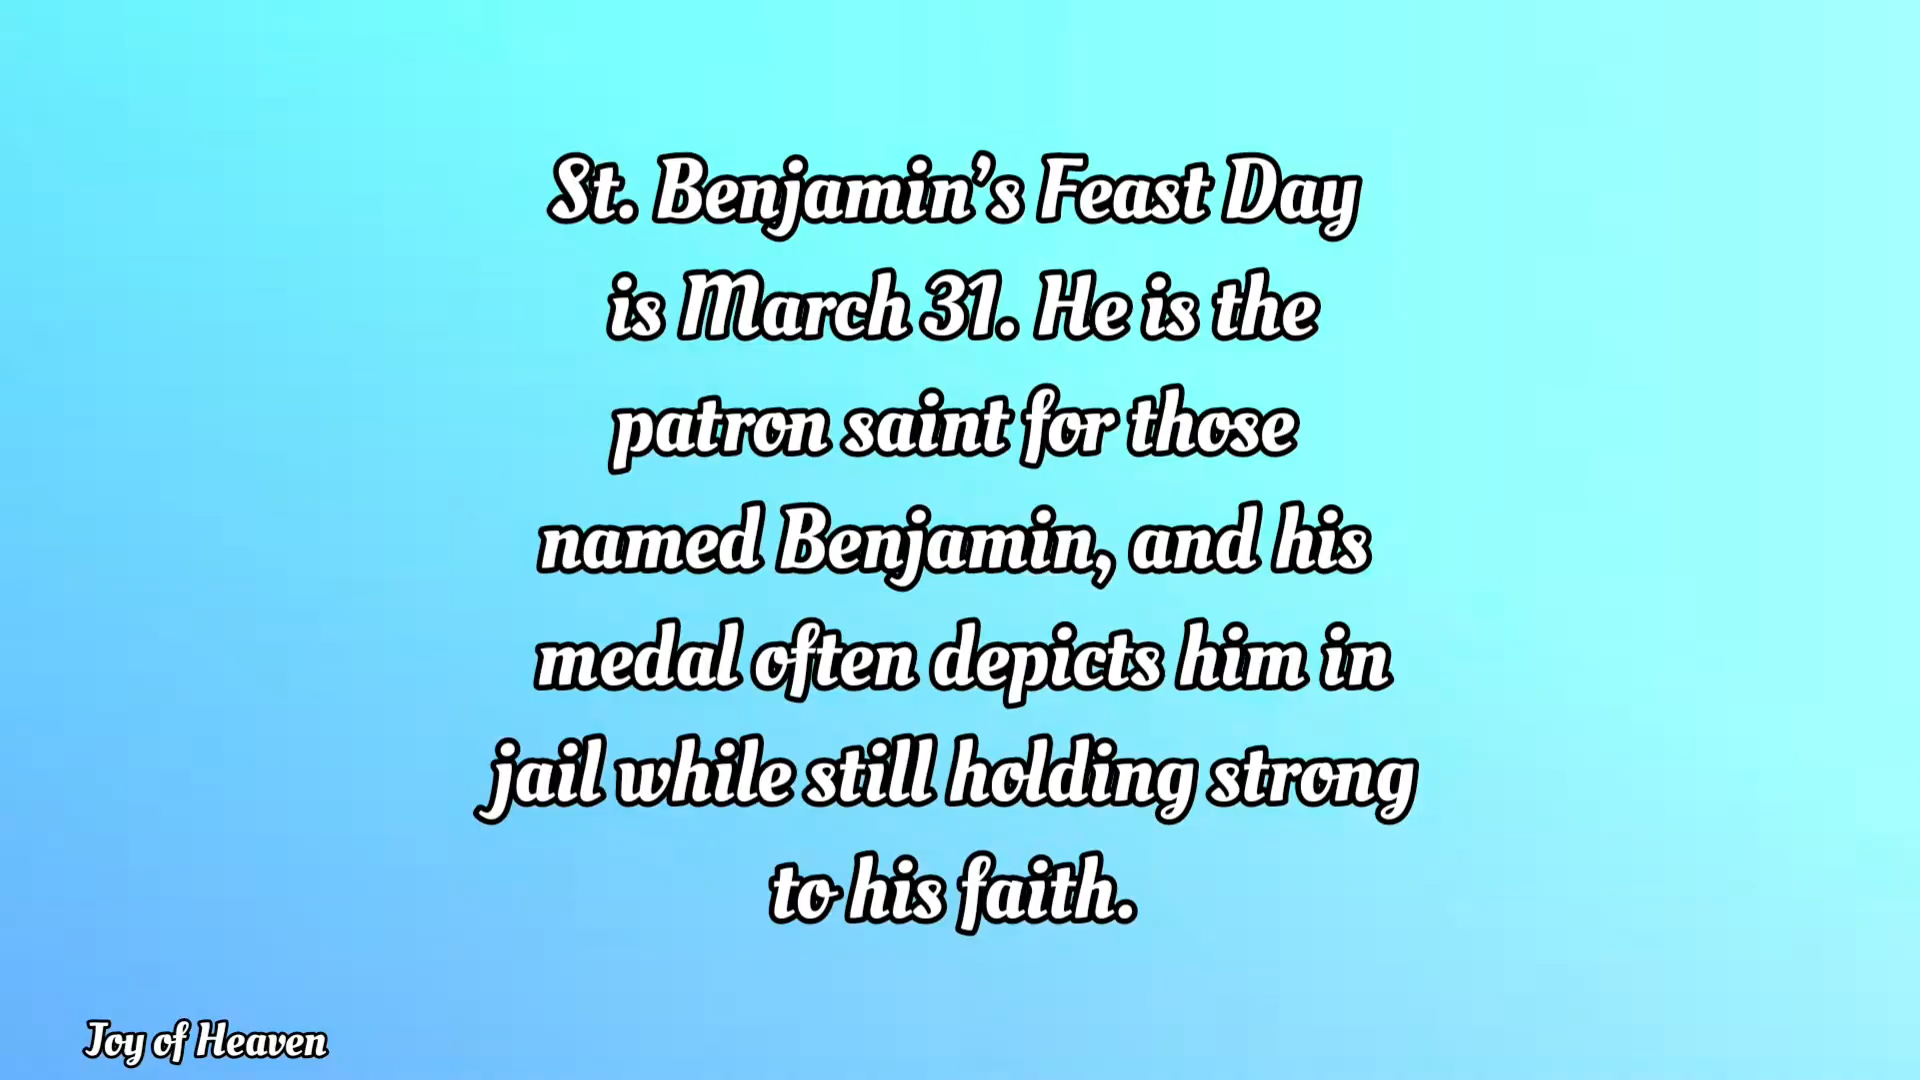 St. Benjamin’s Feast Day
is March 31. He is the
patron saint for those
named Benjamin, and his
medal often depicts him in
jail while still holding strong
to his faith.
Joy of Heaven